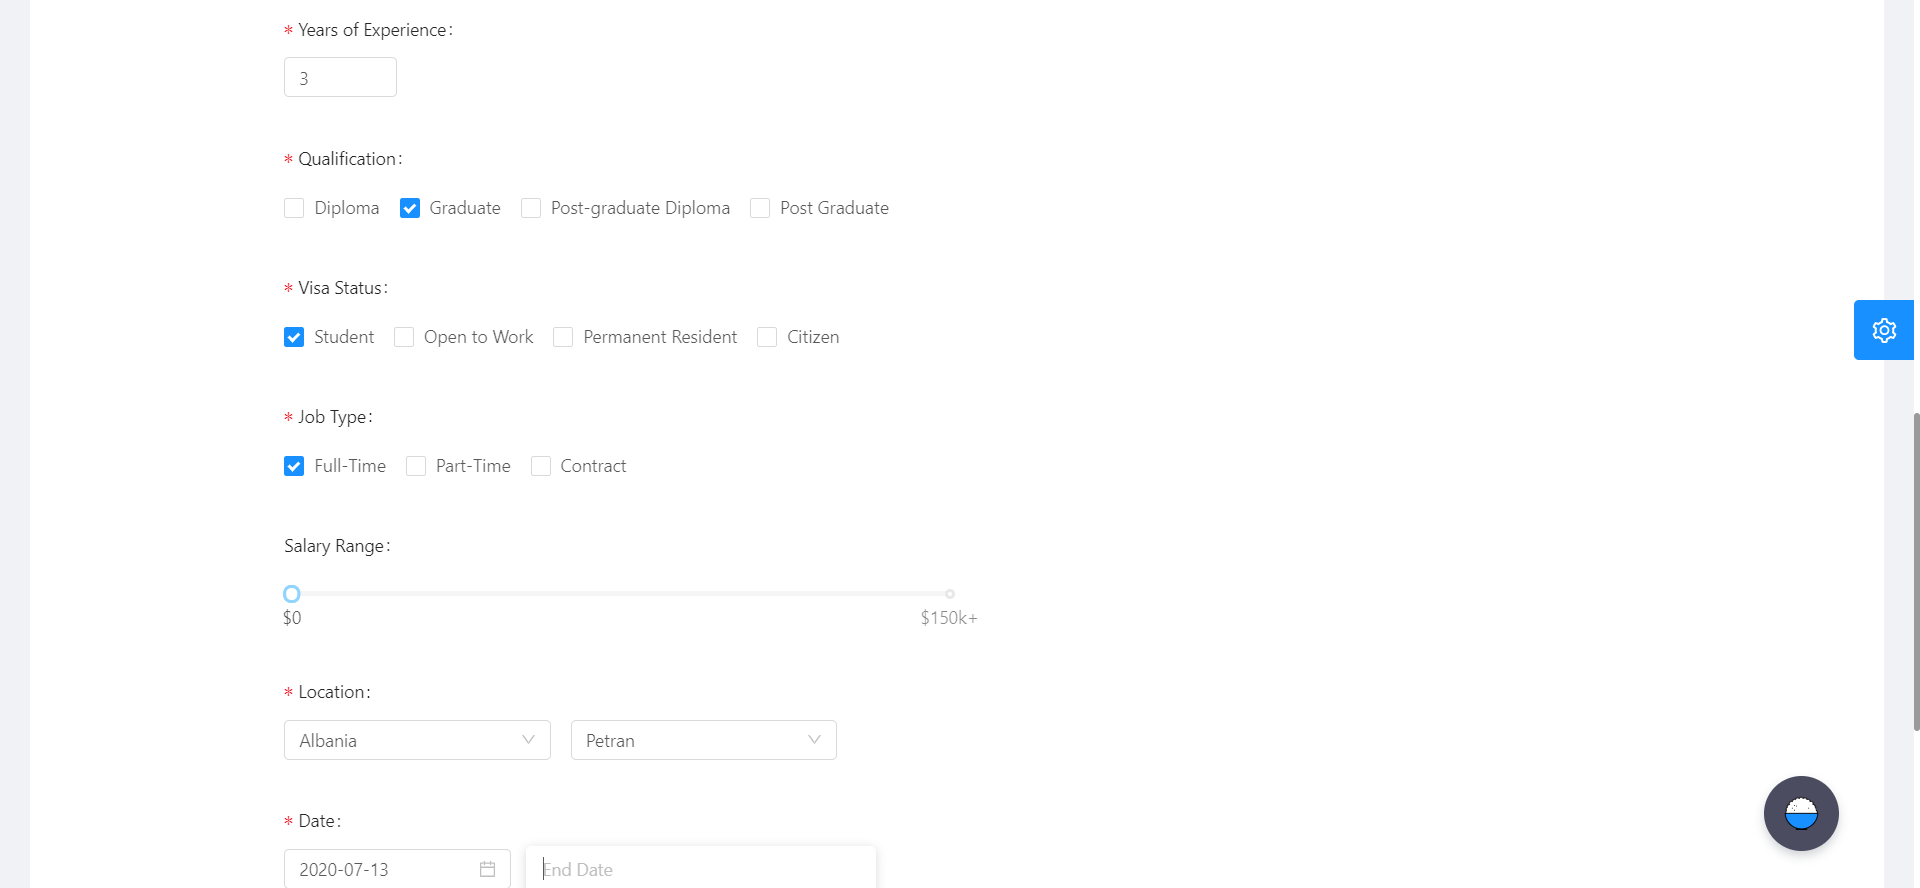 * Years of Experience:
3
* Qualification:
Diploma Graduate Post-graduate Diploma Post Graduate
* Visa Status:
Student Open to Work Permanent Resident Citizen
* Job Type:
Full-Time Part-Time Contract
Salary Range:
$0 $150k+
* Location:
Albania Petran
* Date:
2020-07-13 End Date